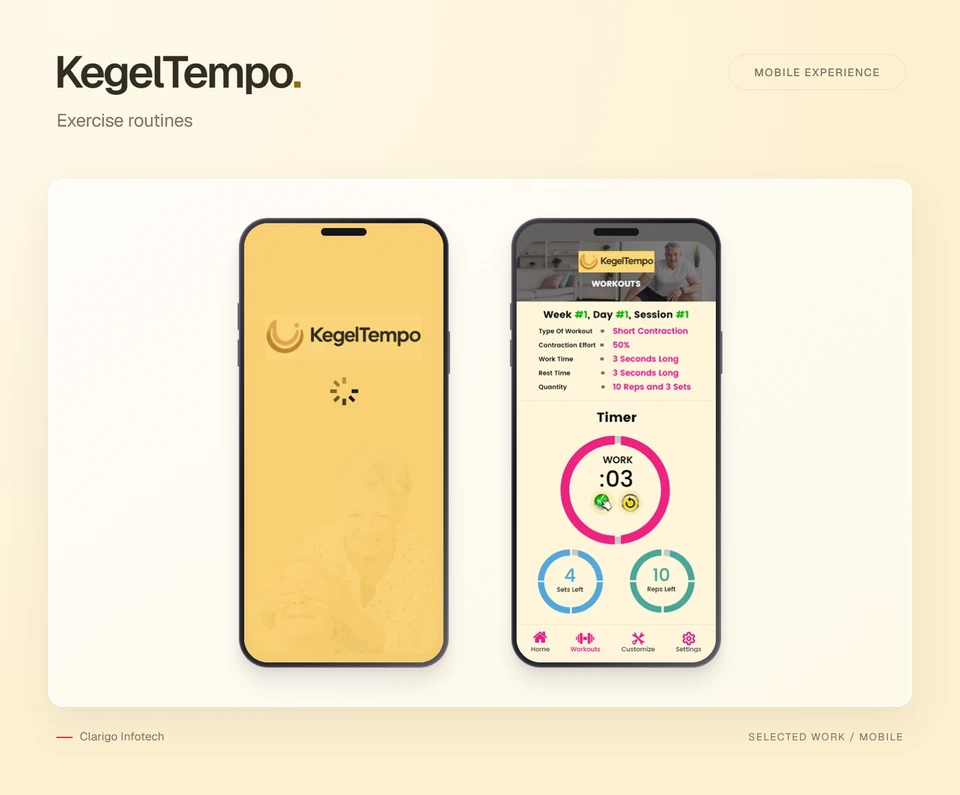 KegelTempo.
MOBILE EXPERIENCE
Exercise routines
KegelTempo
KegelTempo
WORKOUTS
Week #1, Day #1, Session #1
Type Of Workout = Short Contraction
Contraction Effort = 50%
Work Time = 3 Seconds Long
Rest Time = 3 Seconds Long
Quantity = 10 Reps and 3 Sets
Timer
WORK
:03
4
Sets Left
10
Reps Left
Home
Workouts
Customize
Settings
Clarigo Infotech
SELECTED WORK / MOBILE